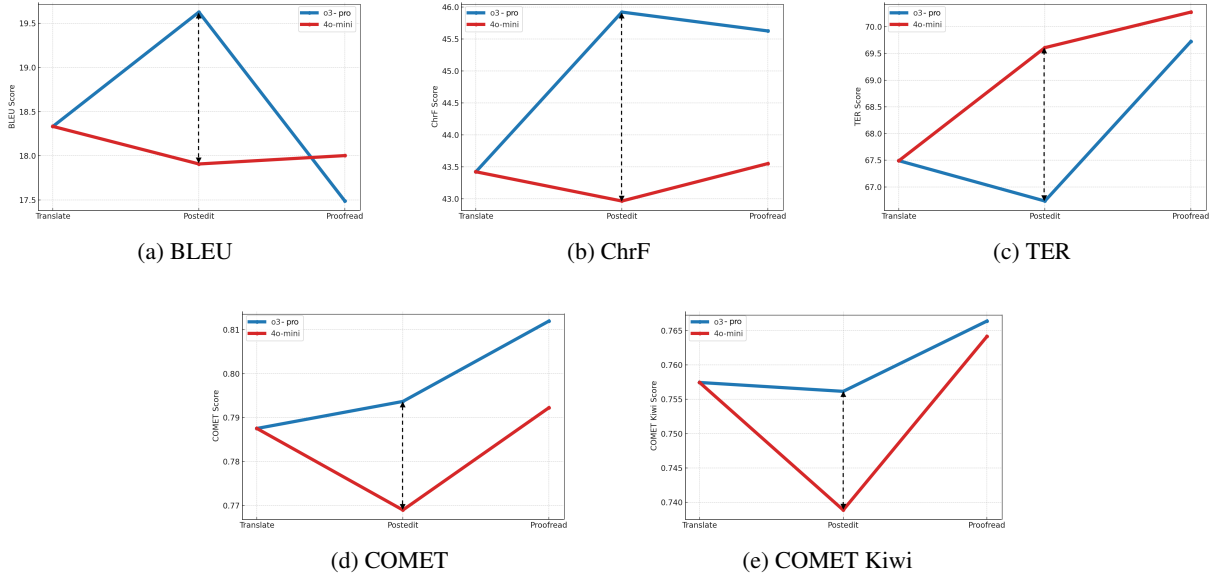 o3-pro
4o-mini
BLEU Score
19.5
19.0
18.5
18.0
17.5
Translate Postedit Proofread
(a) BLEU
o3-pro
4o-mini
ChrF Score
46.0
45.5
45.0
44.5
44.0
43.5
43.0
Translate Postedit Proofread
(b) ChrF
o3-pro
4o-mini
TER Score
70.0
69.5
69.0
68.5
68.0
67.5
67.0
Translate Postedit Proofread
(c) TER
o3-pro
4o-mini
COMET Score
0.81
0.80
0.79
0.78
0.77
Translate Postedit Proofread
(d) COMET
o3-pro
4o-mini
COMET Kiwi Score
0.765
0.760
0.755
0.750
0.745
0.740
Translate Postedit Proofread
(e) COMET Kiwi